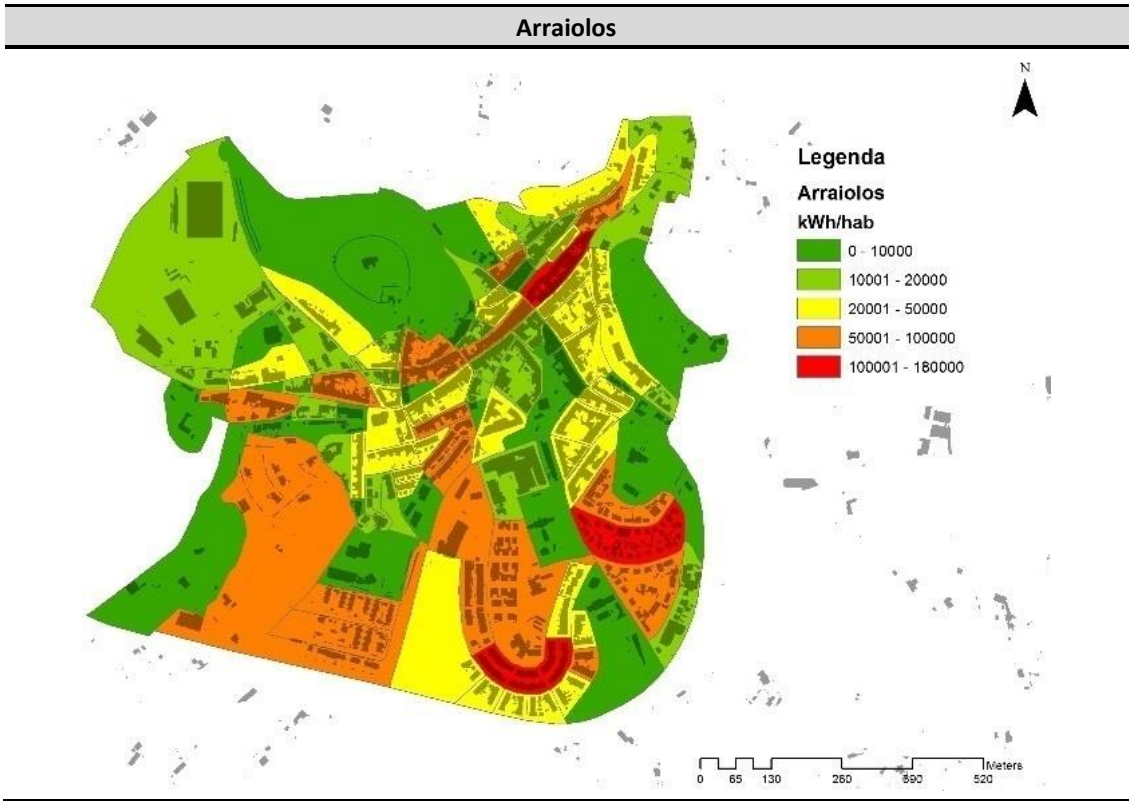 Arraiolos
N
Legenda
Arraiolos
kWh/hab
0 - 10000
10001 - 20000
20001 - 50000
50001 - 100000
100001 - 180000
Meters
0 65 130 260 390 520